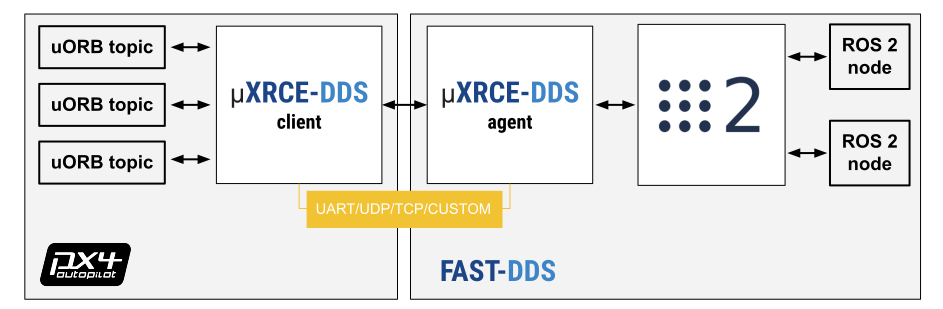 uORB topic
uORB topic
uORB topic
µXRCE-DDS
client
µXRCE-DDS
agent
2
ROS 2
node
ROS 2
node
UART/UDP/TCP/CUSTOM
px4
autopilot
FAST-DDS